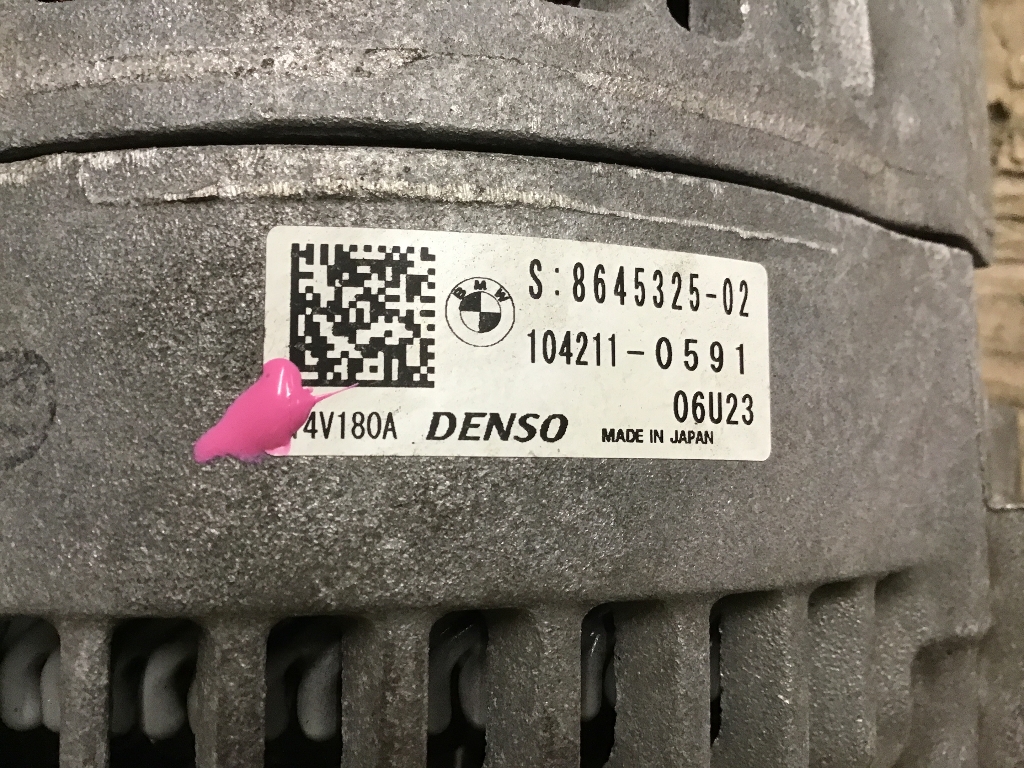 BMW
S:8645325-02
104211-0591
06U23
4V180A DENSO MADE IN JAPAN